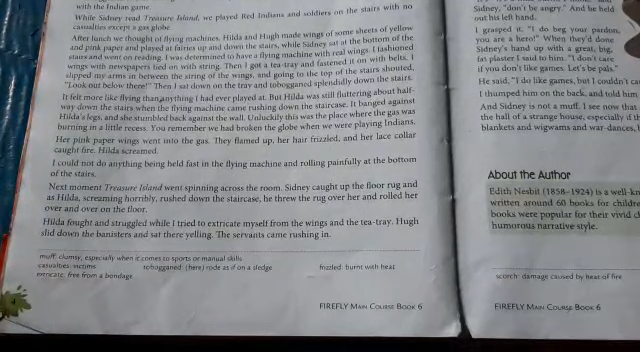 with the Indian game.
While Sidney read Treasure Island, we played Red Indians and soldiers on the stairs with no
casualties except a gas globe.
After lunch we thought of flying machines. Hilda and Hugh made wings of some sheets of yellow
and pink paper and played at fairies up and down the stairs, while Sidney sat at the bottom of the
stairs and went on reading. I was determined to have a flying machine with real wings. I fashioned
wings with newspapers tied on with string. Then I got a tea-tray and fastened it on with belts. I
slipped my arms in between the string of the wings, and going to the top of the stairs shouted,
"Look out below there!" Then I sat down on the tray and tobogganed splendidly down the stairs.
It felt more like flying than anything I had ever played at. But Hilda was still fluttering about half-
way down the stairs when the flying machine came rushing down the staircase. It banged against
Hilda's legs, and she stumbled back against the wall. Unluckily this was the place where the gas was
burning in a little recess. You remember we had broken the globe when we were playing Indians.
Her pink paper wings went into the gas. They flamed up, her hair frizzled, and her lace collar
caught fire. Hilda screamed.
I could not do anything being held fast in the flying machine and rolling painfully at the bottom
of the stairs.
Next moment Treasure Island went spinning across the room. Sidney caught up the floor rug and
as Hilda, screaming horribly, rushed down the staircase, he threw the rug over her and rolled her
over and over on the floor.
Hilda fought and struggled while I tried to extricate myself from the wings and the tea-tray. Hugh
slid down the banisters and sat there yelling. The servants came rushing in.
muff: clumsy, especially when it comes to sports or manual skills
casualties: victims tobogganed: (here) rode as if on a sledge frizzled: burnt with heat
extricate: free from a bondage
FIREFLY MAIN COURSE BOOK 6
Sidney, "don't be angry." And he held
out his left hand.
I grasped it. "I do beg your pardon,
you are a hero!" When they'd done
Sidney's hand up with a great, big,
fat plaster I said to him: "I don't care
if you don't like games. Let's be pals."
He said, "I do like games, but I couldn't
I thumped him on the back, and told him
And Sidney is not a muff. I see now that
the hall of a strange house, especially if
blankets and wigwams and war-dances,
About the Author
Edith Nesbit (1858–1924) is a
written around 60 books for
books were popular for their vivid
humorous narrative style.
scorch: damage caused by heat of fire
FIREFLY MAIN COURSE BOOK 6